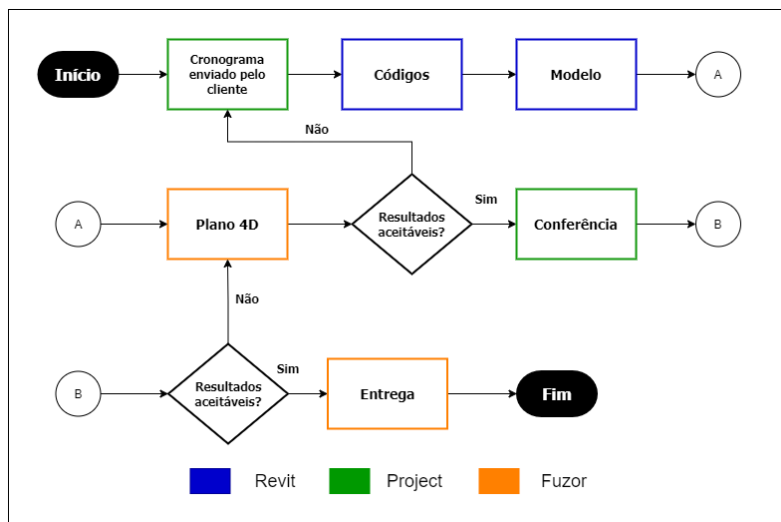 Início
Cronograma
enviado pelo
cliente
Códigos
Modelo
A
Não
A
Plano 4D
Resultados
aceitáveis?
Sim
Conferência
B
Não
B
Resultados
aceitáveis?
Sim
Entrega
Fim
Revit
Project
Fuzor